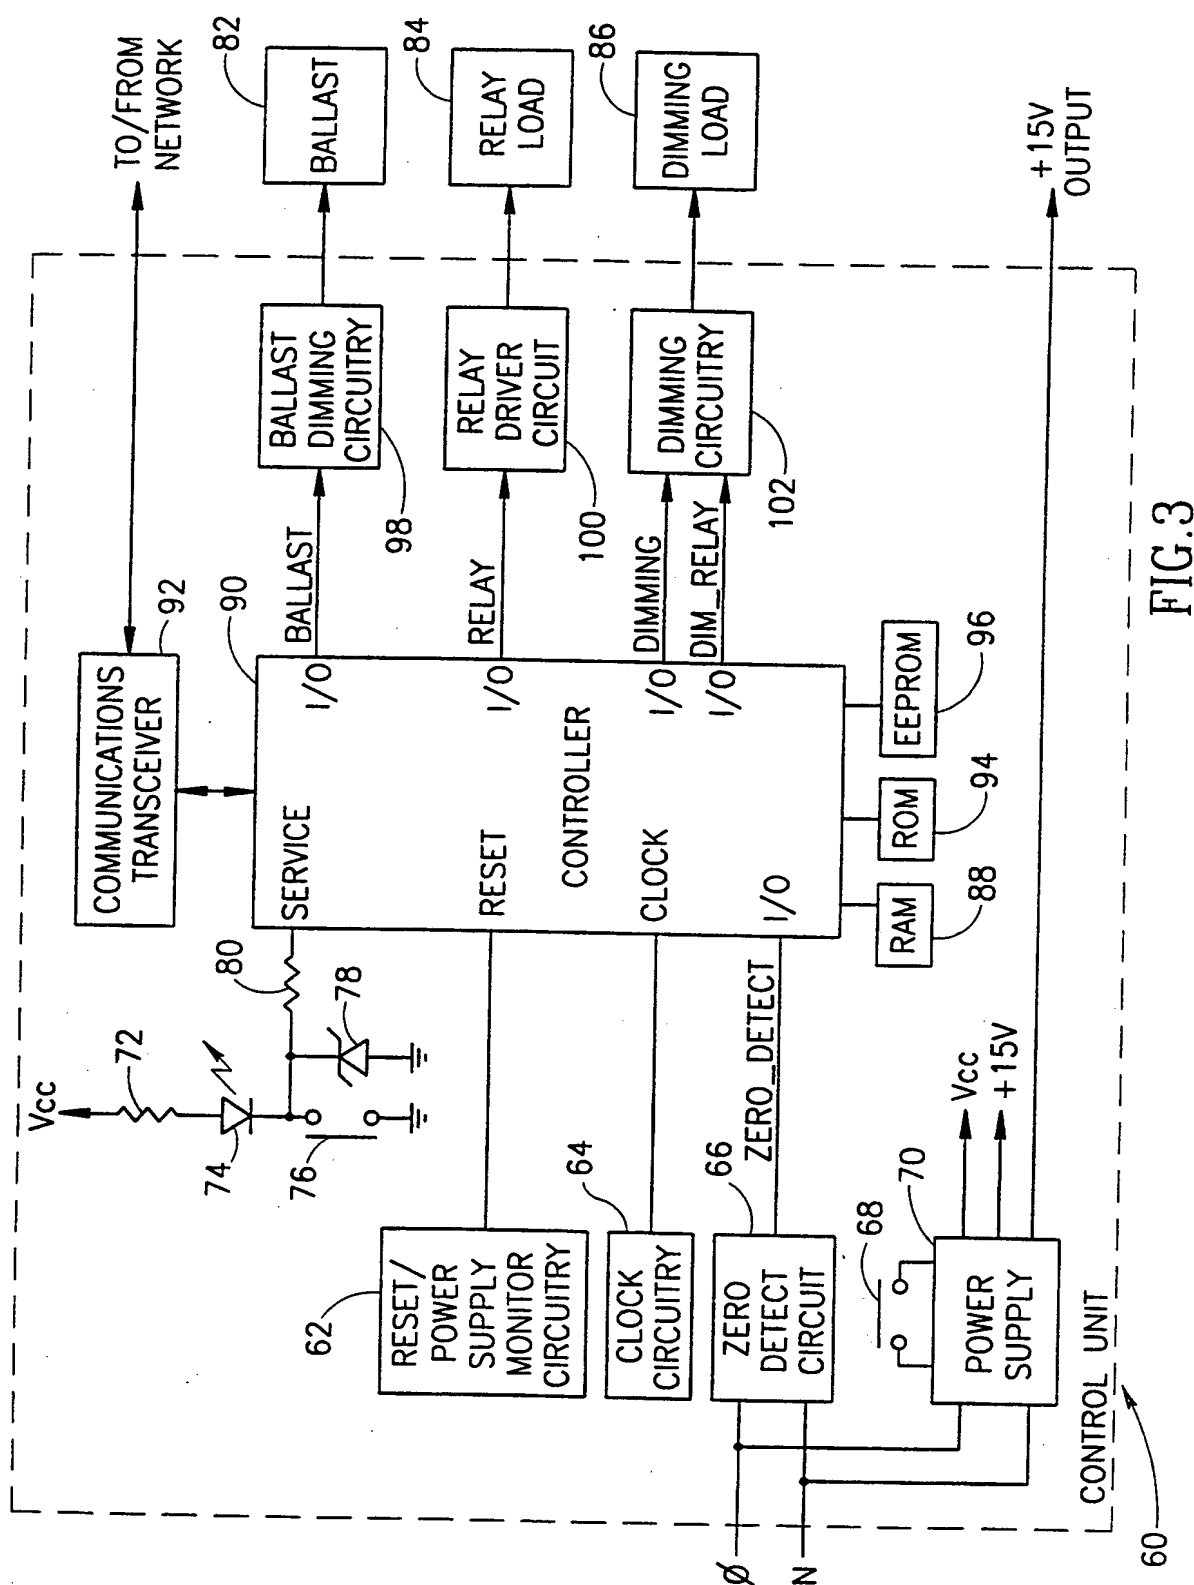 TO/FROM
NETWORK
82
BALLAST
84
RELAY
LOAD
86
DIMMING
LOAD
+15V
OUTPUT
COMMUNICATIONS
TRANSCEIVER
92
90
BALLAST
BALLAST
DIMMING
CIRCUITRY
98
RELAY
RELAY
DRIVER
CIRCUIT
100
DIMMING
DIM_RELAY
DIMMING
CIRCUITRY
102
SERVICE
I/O
RESET
I/O
CONTROLLER
CLOCK
I/O
I/O
I/O
RAM
88
ROM
94
EEPROM
96
Vcc
72
74
76
78
80
62
RESET/
POWER
SUPPLY
MONITOR
CIRCUITRY
64
CLOCK
CIRCUITRY
66
ZERO
DETECT
CIRCUIT
ZERO_DETECT
68
70
POWER
SUPPLY
Vcc
+15V
Ø
N
CONTROL UNIT
60
FIG.3